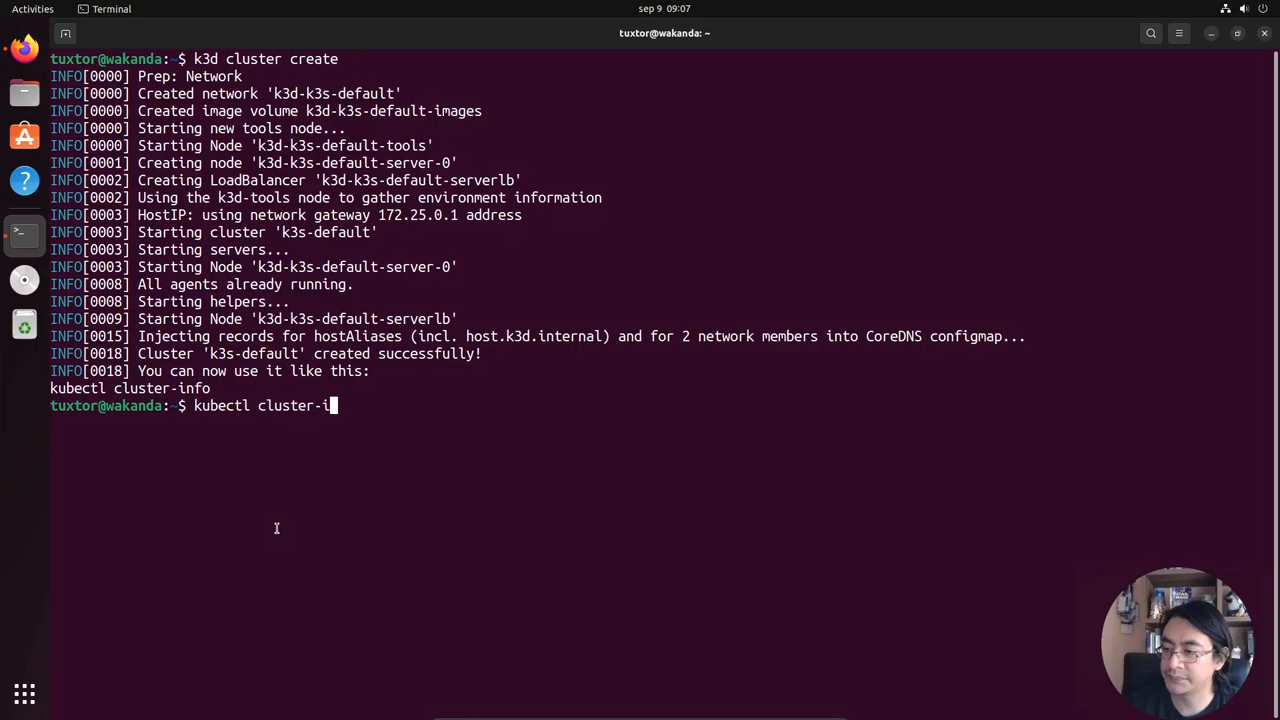 Activities
Terminal
sep 9 09:07
tuxtor@wakanda: ~
tuxtor@wakanda:~$ k3d cluster create
INFO[0000] Prep: Network
INFO[0000] Created network 'k3d-k3s-default'
INFO[0000] Created image volume k3d-k3s-default-images
INFO[0000] Starting new tools node...
INFO[0000] Starting Node 'k3d-k3s-default-tools'
INFO[0001] Creating node 'k3d-k3s-default-server-0'
INFO[0002] Creating LoadBalancer 'k3d-k3s-default-serverlb'
INFO[0002] Using the k3d-tools node to gather environment information
INFO[0003] HostIP: using network gateway 172.25.0.1 address
INFO[0003] Starting cluster 'k3s-default'
INFO[0003] Starting servers...
INFO[0003] Starting Node 'k3d-k3s-default-server-0'
INFO[0008] All agents already running.
INFO[0008] Starting helpers...
INFO[0009] Starting Node 'k3d-k3s-default-serverlb'
INFO[0015] Injecting records for hostAliases (incl. host.k3d.internal) and for 2 network members into CoreDNS configmap...
INFO[0018] Cluster 'k3s-default' created successfully!
INFO[0018] You can now use it like this:
kubectl cluster-info
tuxtor@wakanda:~$ kubectl cluster-i